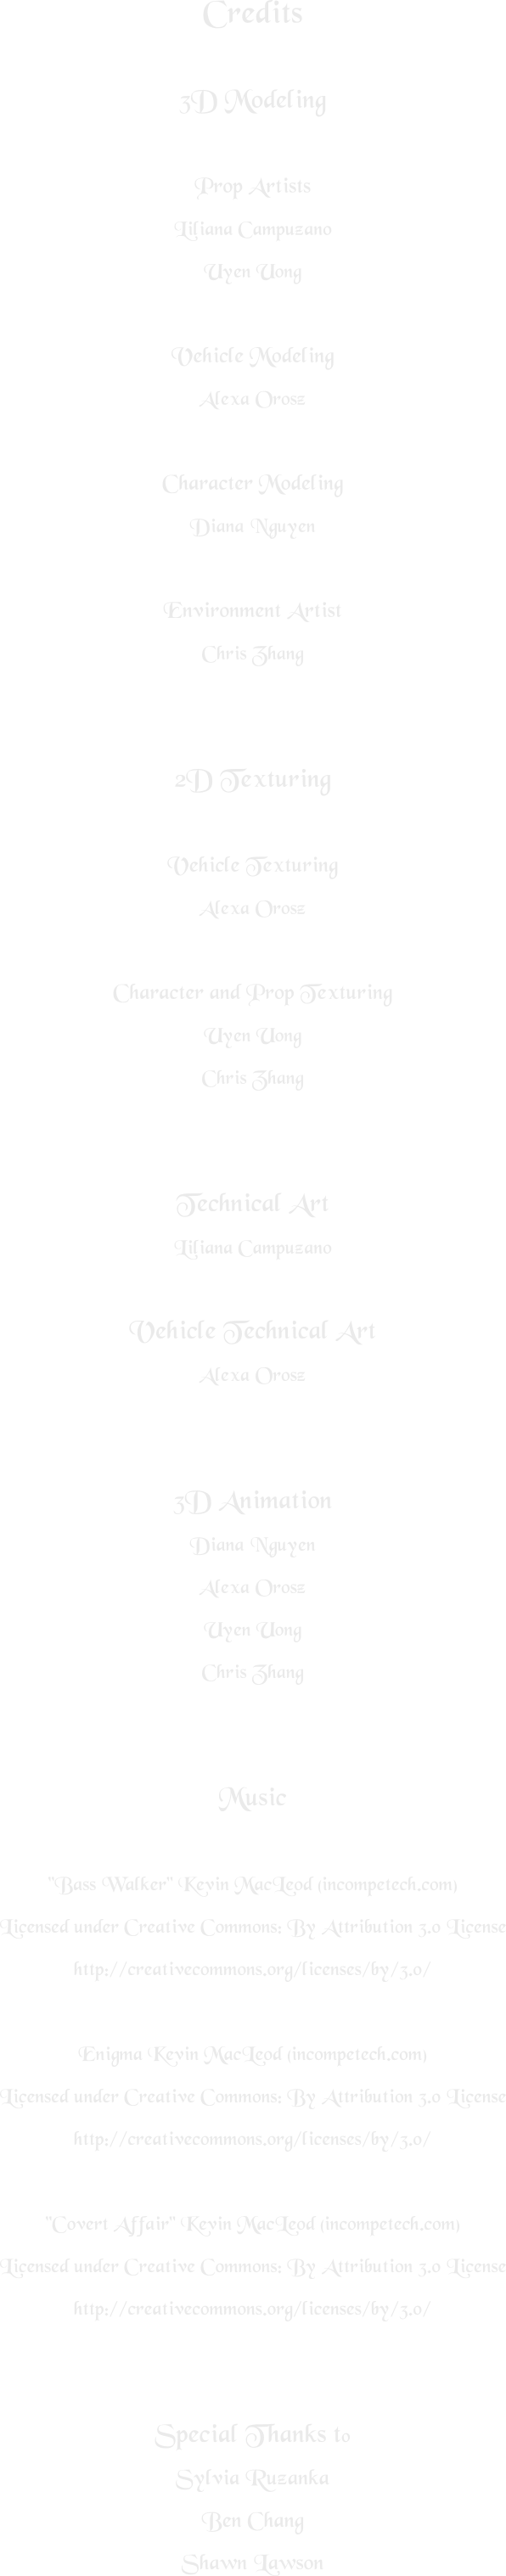 Credits
3D Modeling
Prop Artists
Liliana Campuzano
Uyen Uong
Vehicle Modeling
Alexa Orosz
Character Modeling
Diana Nguyen
Environment Artist
Chris Zhang
2D Texturing
Vehicle Texturing
Alexa Orosz
Character and Prop Texturing
Uyen Uong
Chris Zhang
Technical Art
Liliana Campuzano
Vehicle Technical Art
Alexa Orosz
3D Animation
Diana Nguyen
Alexa Orosz
Uyen Uong
Chris Zhang
Music
"Bass Walker" Kevin MacLeod (incompetech.com)
Licensed under Creative Commons: By Attribution 3.0 License
http://creativecommons.org/licenses/by/3.0/
Enigma Kevin MacLeod (incompetech.com)
Licensed under Creative Commons: By Attribution 3.0 License
http://creativecommons.org/licenses/by/3.0/
"Covert Affair" Kevin MacLeod (incompetech.com)
Licensed under Creative Commons: By Attribution 3.0 License
http://creativecommons.org/licenses/by/3.0/
Special Thanks to
Sylvia Ruzanka
Ben Chang
Shawn Lawson